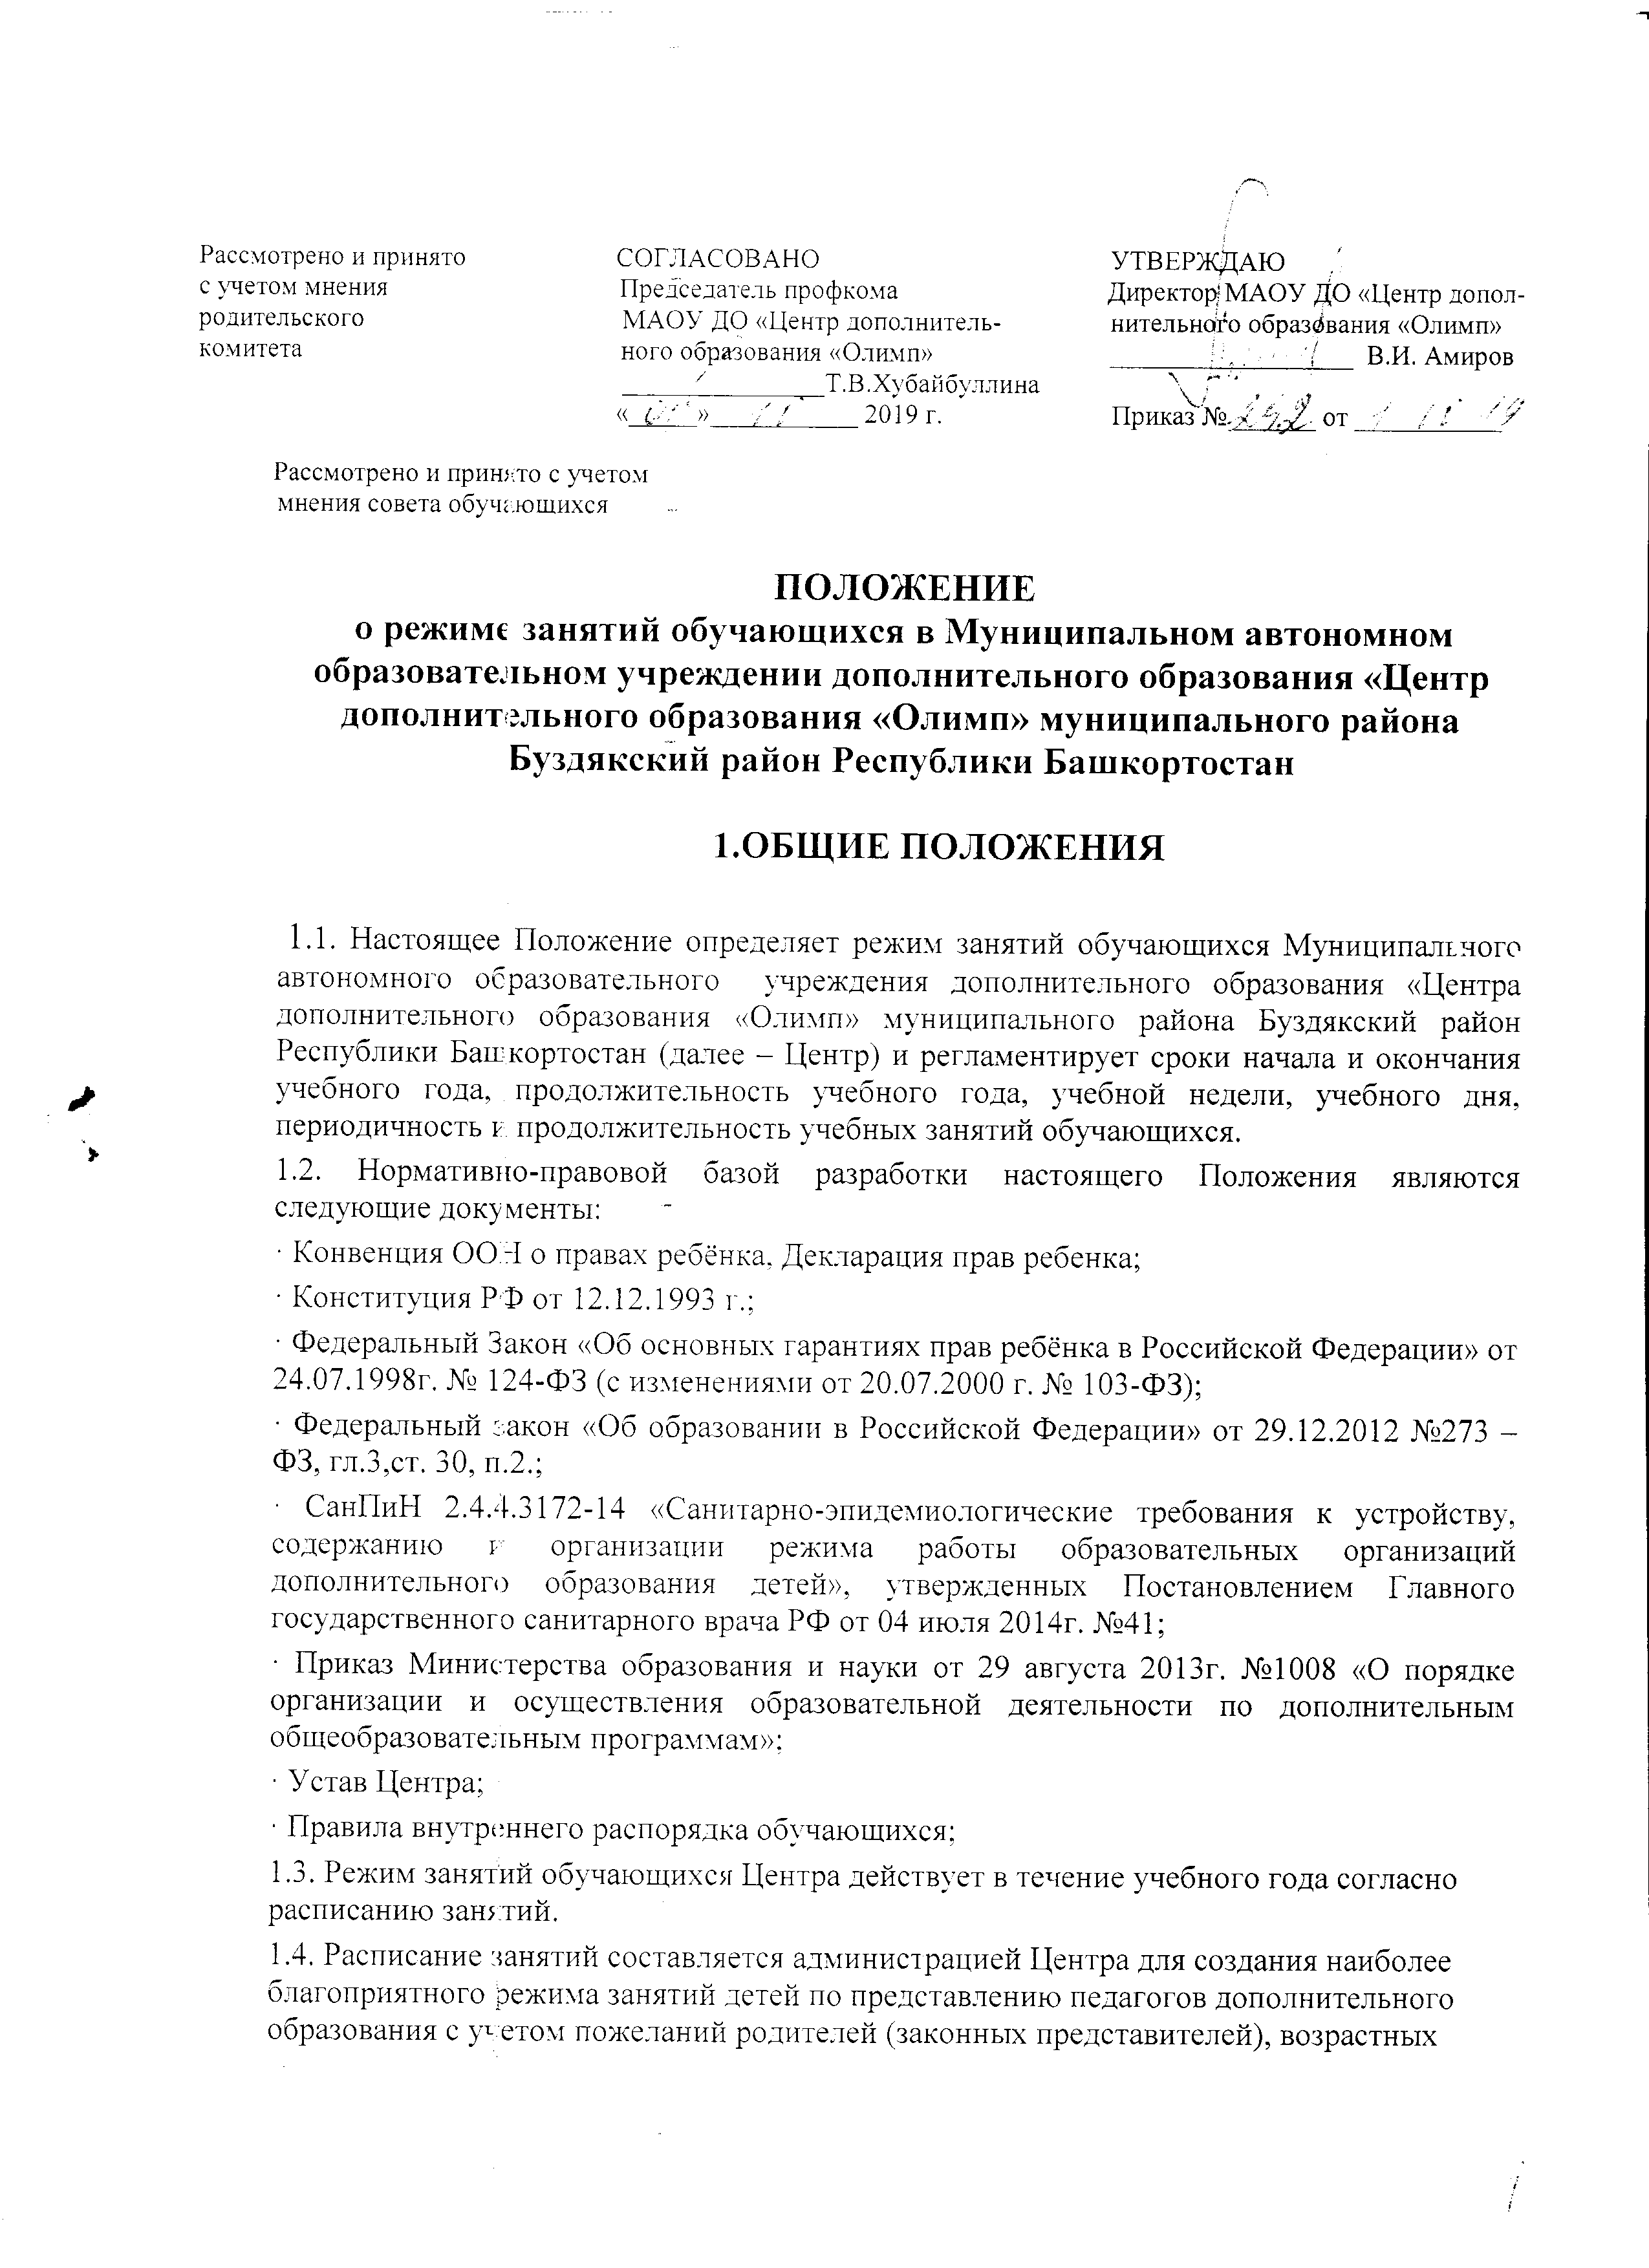 Рассмотрено и принято
с учетом мнения
родительского
комитета
СОГЛАСОВАНО
Председатель профкома
МАОУ ДО «Центр дополнитель-
ного образования «Олимп»
Т.В.Хубайбуллина
« » 11 2019 г.
УТВЕРЖДАЮ
Директор МАОУ ДО «Центр допол-
нительного образования «Олимп»
В.И. Амиров
Приказ № от 19
Рассмотрено и принято с учетом
мнения совета обучающихся
ПОЛОЖЕНИЕ
о режиме занятий обучающихся в Муниципальном автономном
образовательном учреждении дополнительного образования «Центр
дополнительного образования «Олимп» муниципального района
Буздякский район Республики Башкортостан
1.ОБЩИЕ ПОЛОЖЕНИЯ
1.1. Настоящее Положение определяет режим занятий обучающихся Муниципального
автономного образовательного учреждения дополнительного образования «Центра
дополнительного образования «Олимп» муниципального района Буздякский район
Республики Башкортостан (далее – Центр) и регламентирует сроки начала и окончания
учебного года, продолжительность учебного года, учебной недели, учебного дня,
периодичность и продолжительность учебных занятий обучающихся.
1.2. Нормативно-правовой базой разработки настоящего Положения являются
следующие документы:
· Конвенция ООН о правах ребёнка, Декларация прав ребенка;
· Конституция РФ от 12.12.1993 г.;
· Федеральный Закон «Об основных гарантиях прав ребёнка в Российской Федерации» от
24.07.1998г. № 124-ФЗ (с изменениями от 20.07.2000 г. № 103-ФЗ);
· Федеральный закон «Об образовании в Российской Федерации» от 29.12.2012 №273 –
ФЗ, гл.3,ст. 30, п.2.;
· СанПиН 2.4.4.3172-14 «Санитарно-эпидемиологические требования к устройству,
содержанию и организации режима работы образовательных организаций
дополнительного образования детей», утвержденных Постановлением Главного
государственного санитарного врача РФ от 04 июля 2014г. №41;
· Приказ Министерства образования и науки от 29 августа 2013г. №1008 «О порядке
организации и осуществления образовательной деятельности по дополнительным
общеобразовательным программам»;
· Устав Центра;
· Правила внутреннего распорядка обучающихся;
1.3. Режим занятий обучающихся Центра действует в течение учебного года согласно
расписанию занятий.
1.4. Расписание занятий составляется администрацией Центра для создания наиболее
благоприятного режима занятий детей по представлению педагогов дополнительного
образования с учетом пожеланий родителей (законных представителей), возрастных